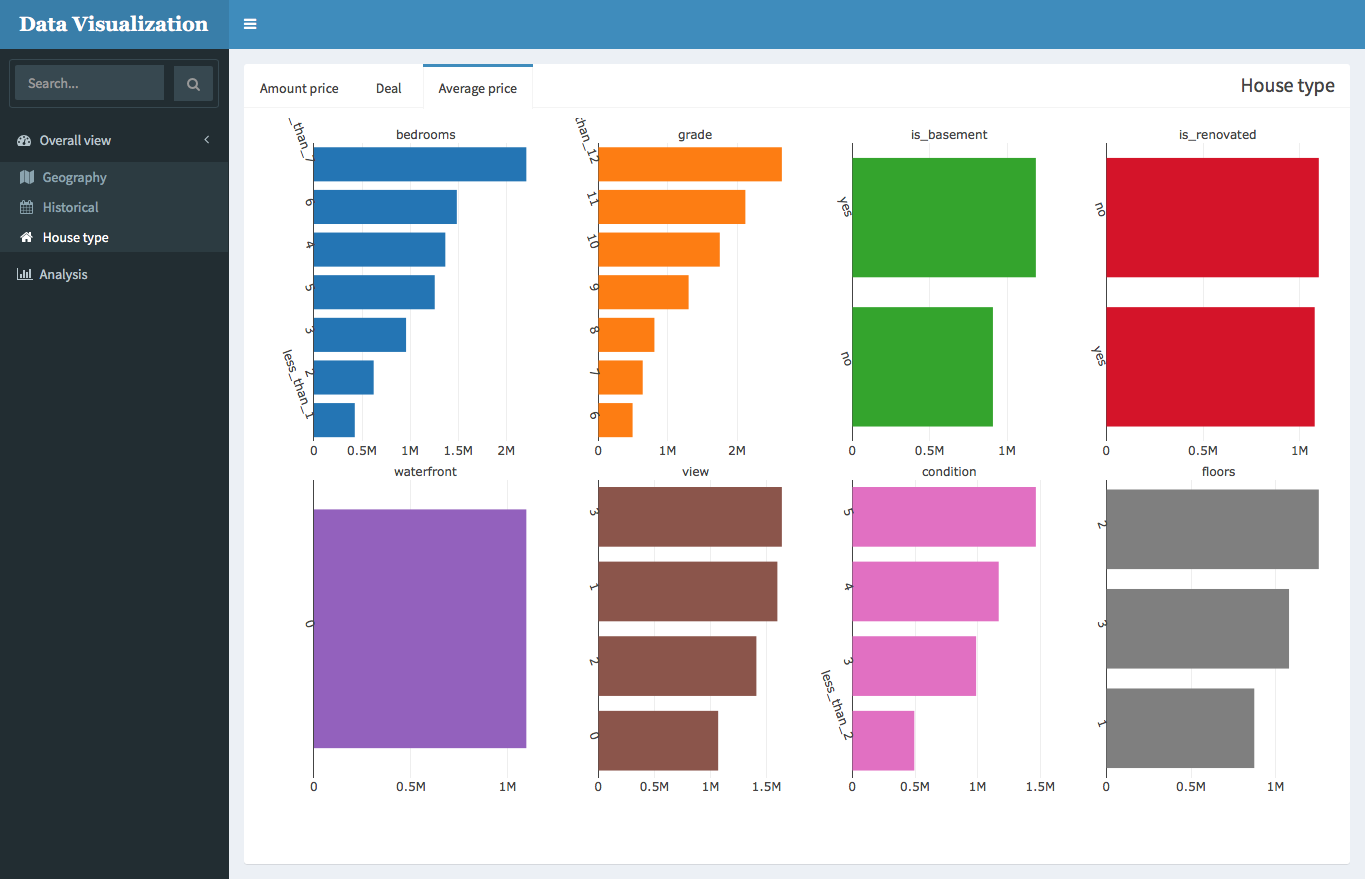 Data Visualization
Search...
Overall view
Geography
Historical
House type
Analysis
Amount price
Deal
Average price
House type
bedrooms
_than_7
6
4
5
3
2
less_than_1
0 0.5M 1M 1.5M 2M
grade
than_12
11
10
9
8
7
6
0 1M 2M
is_basement
yes
no
0 0.5M 1M
is_renovated
no
yes
0 0.5M 1M
waterfront
0
0 0.5M 1M
view
3
1
2
0
0 0.5M 1M 1.5M
condition
5
4
3
less_than_2
0 0.5M 1M 1.5M
floors
2
3
1
0 0.5M 1M